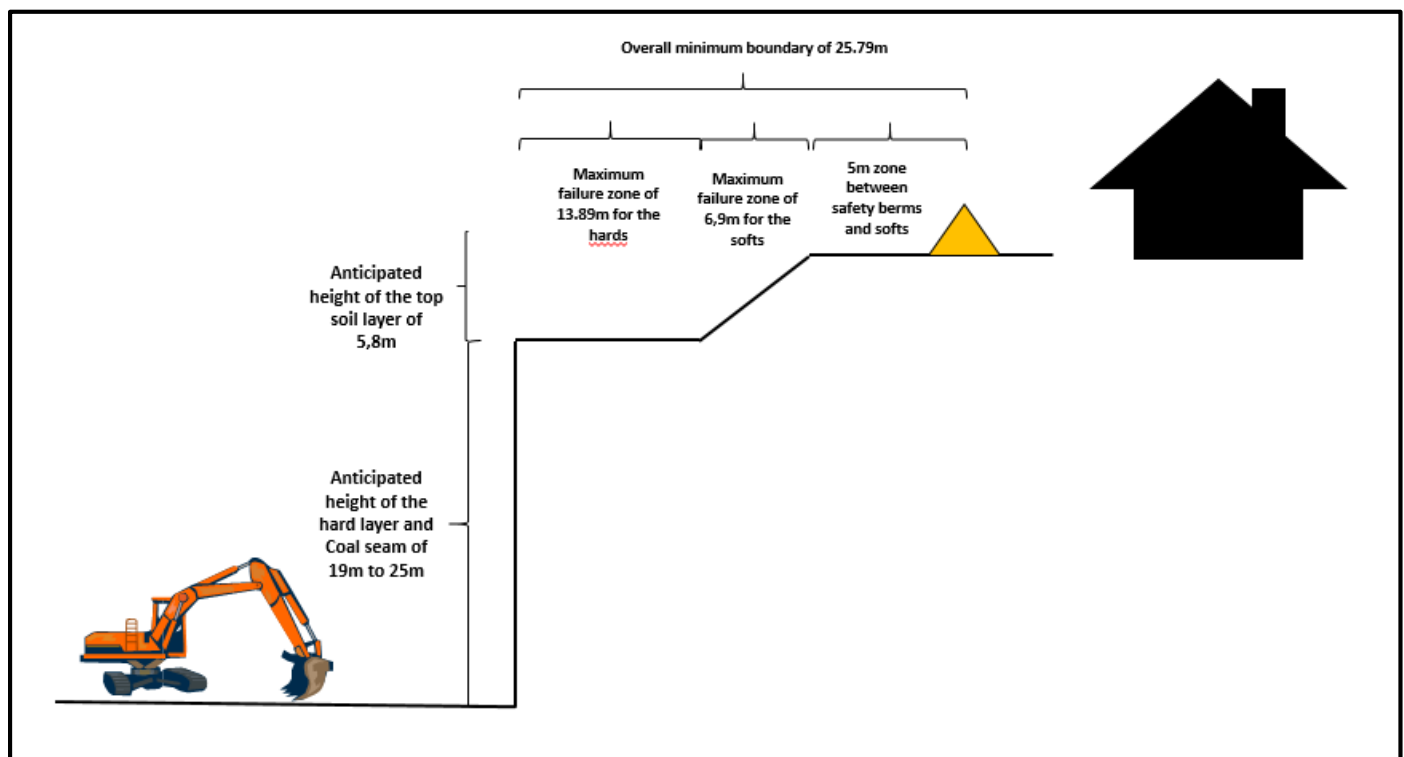 Overall minimum boundary of 25.79m
Maximum
failure zone of
13.89m for the
hards
Maximum
failure zone of
6,9m for the
softs
5m zone
between
safety berms
and softs
Anticipated
height of the top
soil layer of
5,8m
Anticipated
height of the
hard layer and
Coal seam of
19m to 25m